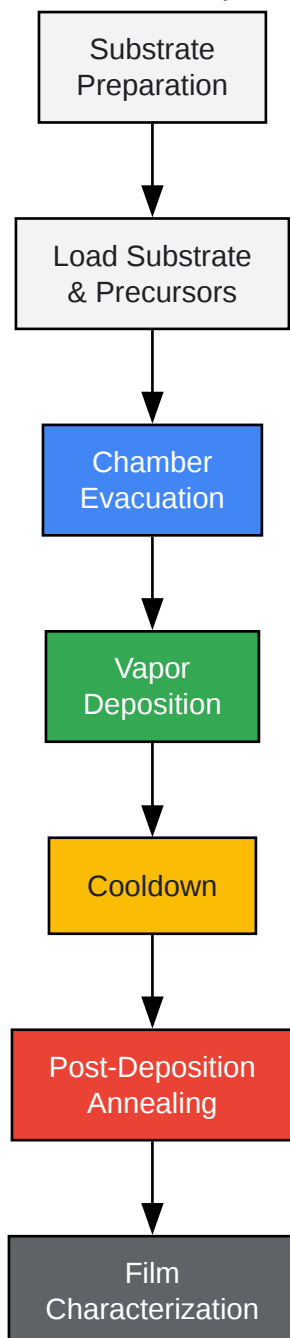 Substrate
Preparation
Load Substrate
& Precursors
Chamber
Evacuation
Vapor
Deposition
Cooldown
Post-Deposition
Annealing
Film
Characterization